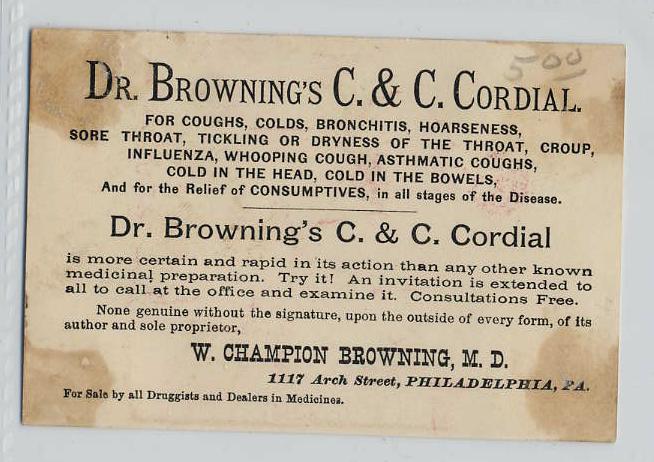 5 00
DR. BROWNING'S C. & C. CORDIAL.
FOR COUGHS, COLDS, BRONCHITIS, HOARSENESS,
SORE THROAT, TICKLING OR DRYNESS OF THE THROAT, CROUP,
INFLUENZA, WHOOPING COUGH, ASTHMATIC COUGHS,
COLD IN THE HEAD, COLD IN THE BOWELS,
And for the Relief of CONSUMPTIVES, in all stages of the Disease.
Dr. Browning's C. & C. Cordial
is more certain and rapid in its action than any other known
medicinal preparation. Try it! An invitation is extended to
all to call at the office and examine it. Consultations Free.
None genuine without the signature, upon the outside of every form, of its
author and sole proprietor,
W. CHAMPION BROWNING, M. D.
1117 Arch Street, PHILADELPHIA, PA.
For Sale by all Druggists and Dealers in Medicines.